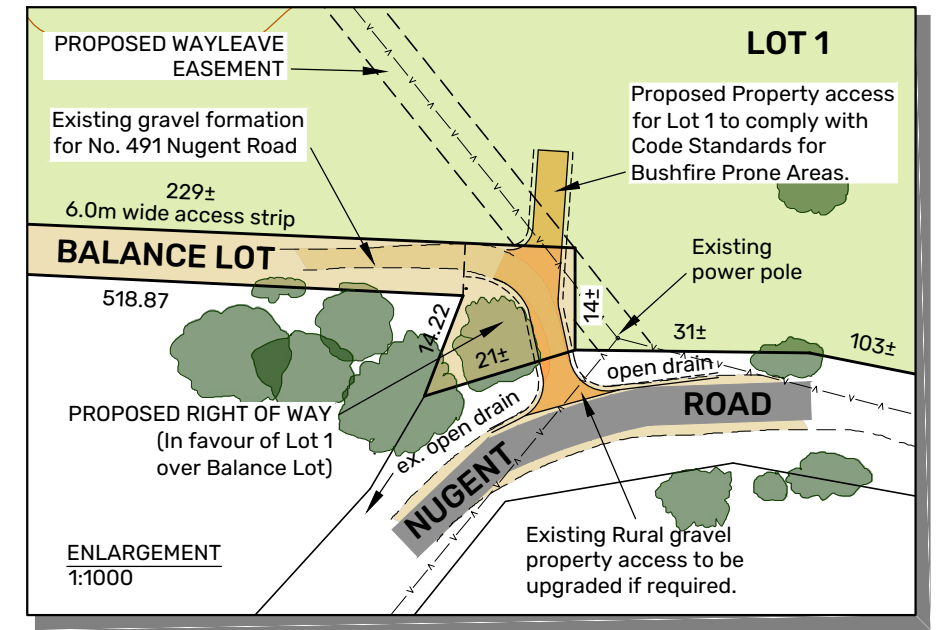 PROPOSED WAYLEAVE
EASEMENT
LOT 1
Proposed Property access
for Lot 1 to comply with
Code Standards for
Bushfire Prone Areas.
Existing gravel formation
for No. 491 Nugent Road
229±
6.0m wide access strip
BALANCE LOT
518.87
Existing
power pole
14±
14.22
21±
31±
103±
open drain
ROAD
PROPOSED RIGHT OF WAY
(In favour of Lot 1
over Balance Lot)
ex. open drain
NUGENT
Existing Rural gravel
property access to be
upgraded if required.
ENLARGEMENT
1:1000